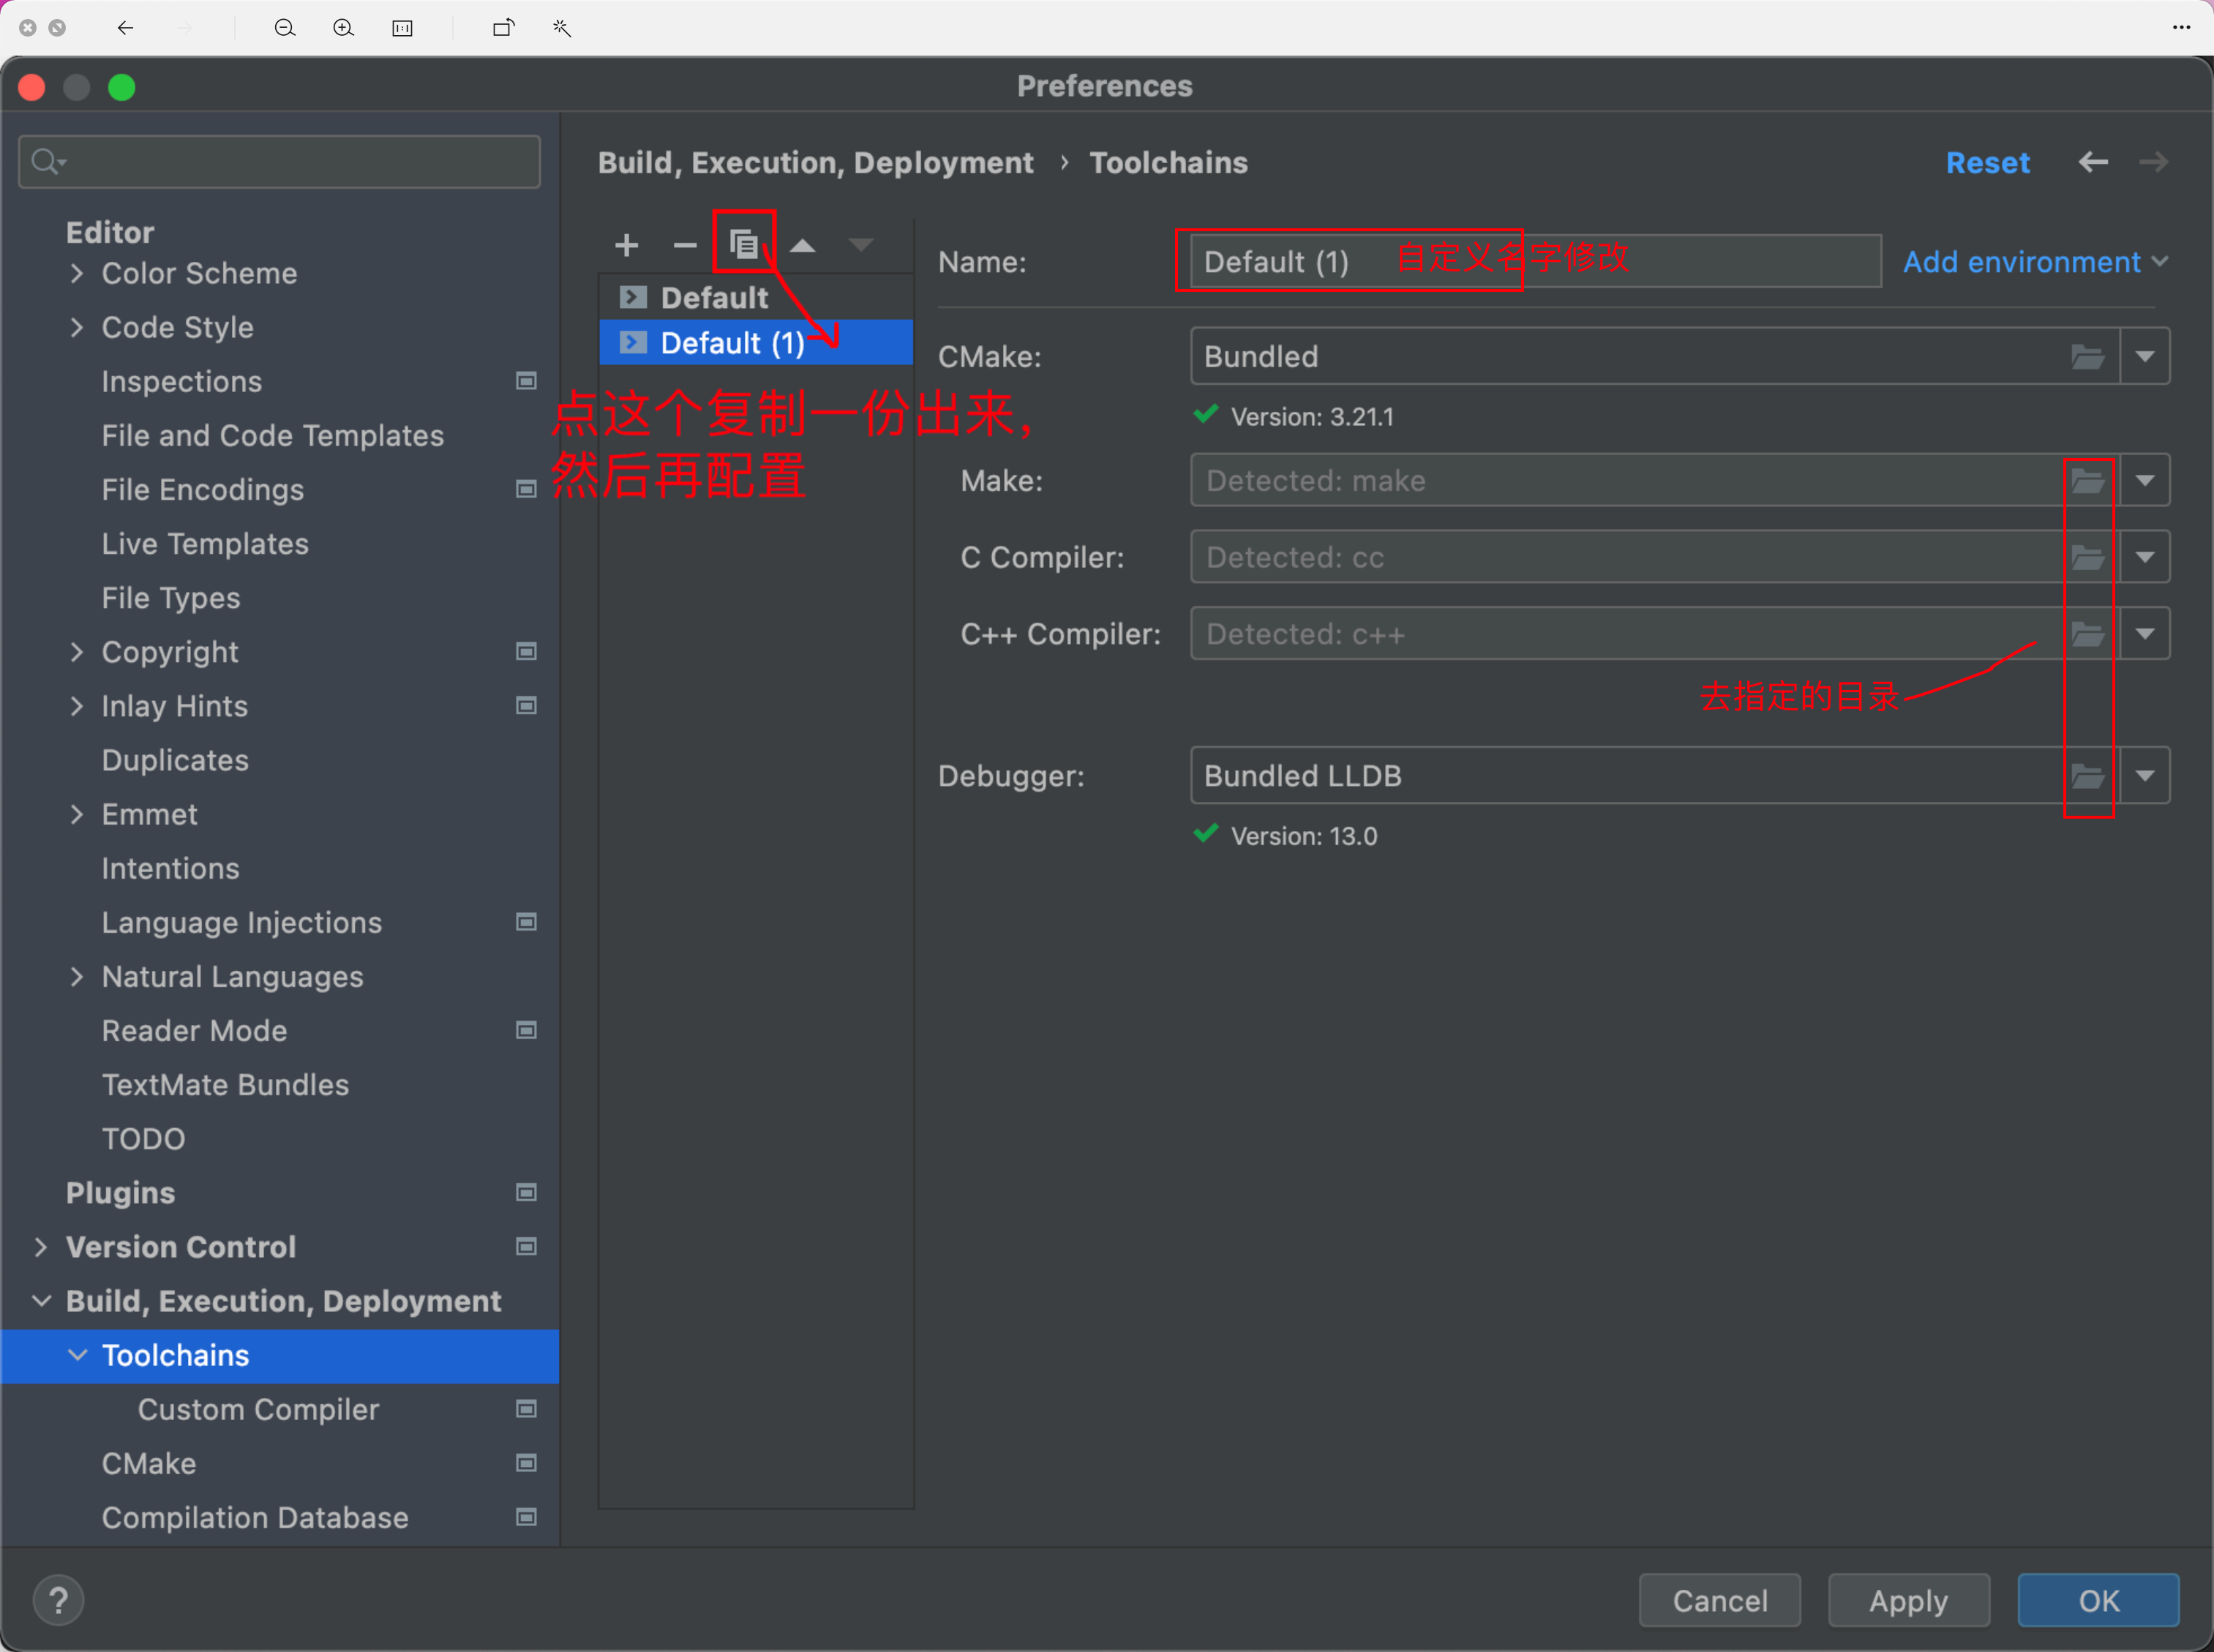 Preferences
Build, Execution, Deployment › Toolchains
Reset
Editor
Color Scheme
Code Style
Inspections
File and Code Templates
File Encodings
Live Templates
File Types
Copyright
Inlay Hints
Duplicates
Emmet
Intentions
Language Injections
Natural Languages
Reader Mode
TextMate Bundles
TODO
Plugins
Version Control
Build, Execution, Deployment
Toolchains
Custom Compiler
CMake
Compilation Database
Default
Default (1)
点这个复制一份出来,
然后再配置
Name: Default (1) 自定义名字修改 Add environment
CMake: Bundled
Version: 3.21.1
Make: Detected: make
C Compiler: Detected: cc
C++ Compiler: Detected: c++
去指定的目录
Debugger: Bundled LLDB
Version: 13.0
? Cancel Apply OK